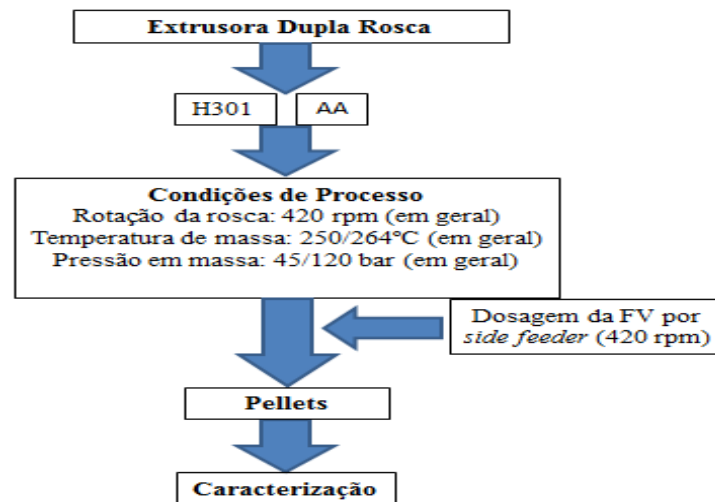 Extrusora Dupla Rosca
H301
AA
Condições de Processo
Rotação da rosca: 420 rpm (em geral)
Temperatura de massa: 250/264ºC (em geral)
Pressão em massa: 45/120 bar (em geral)
Dosagem da FV por
side feeder (420 rpm)
Pellets
Caracterização